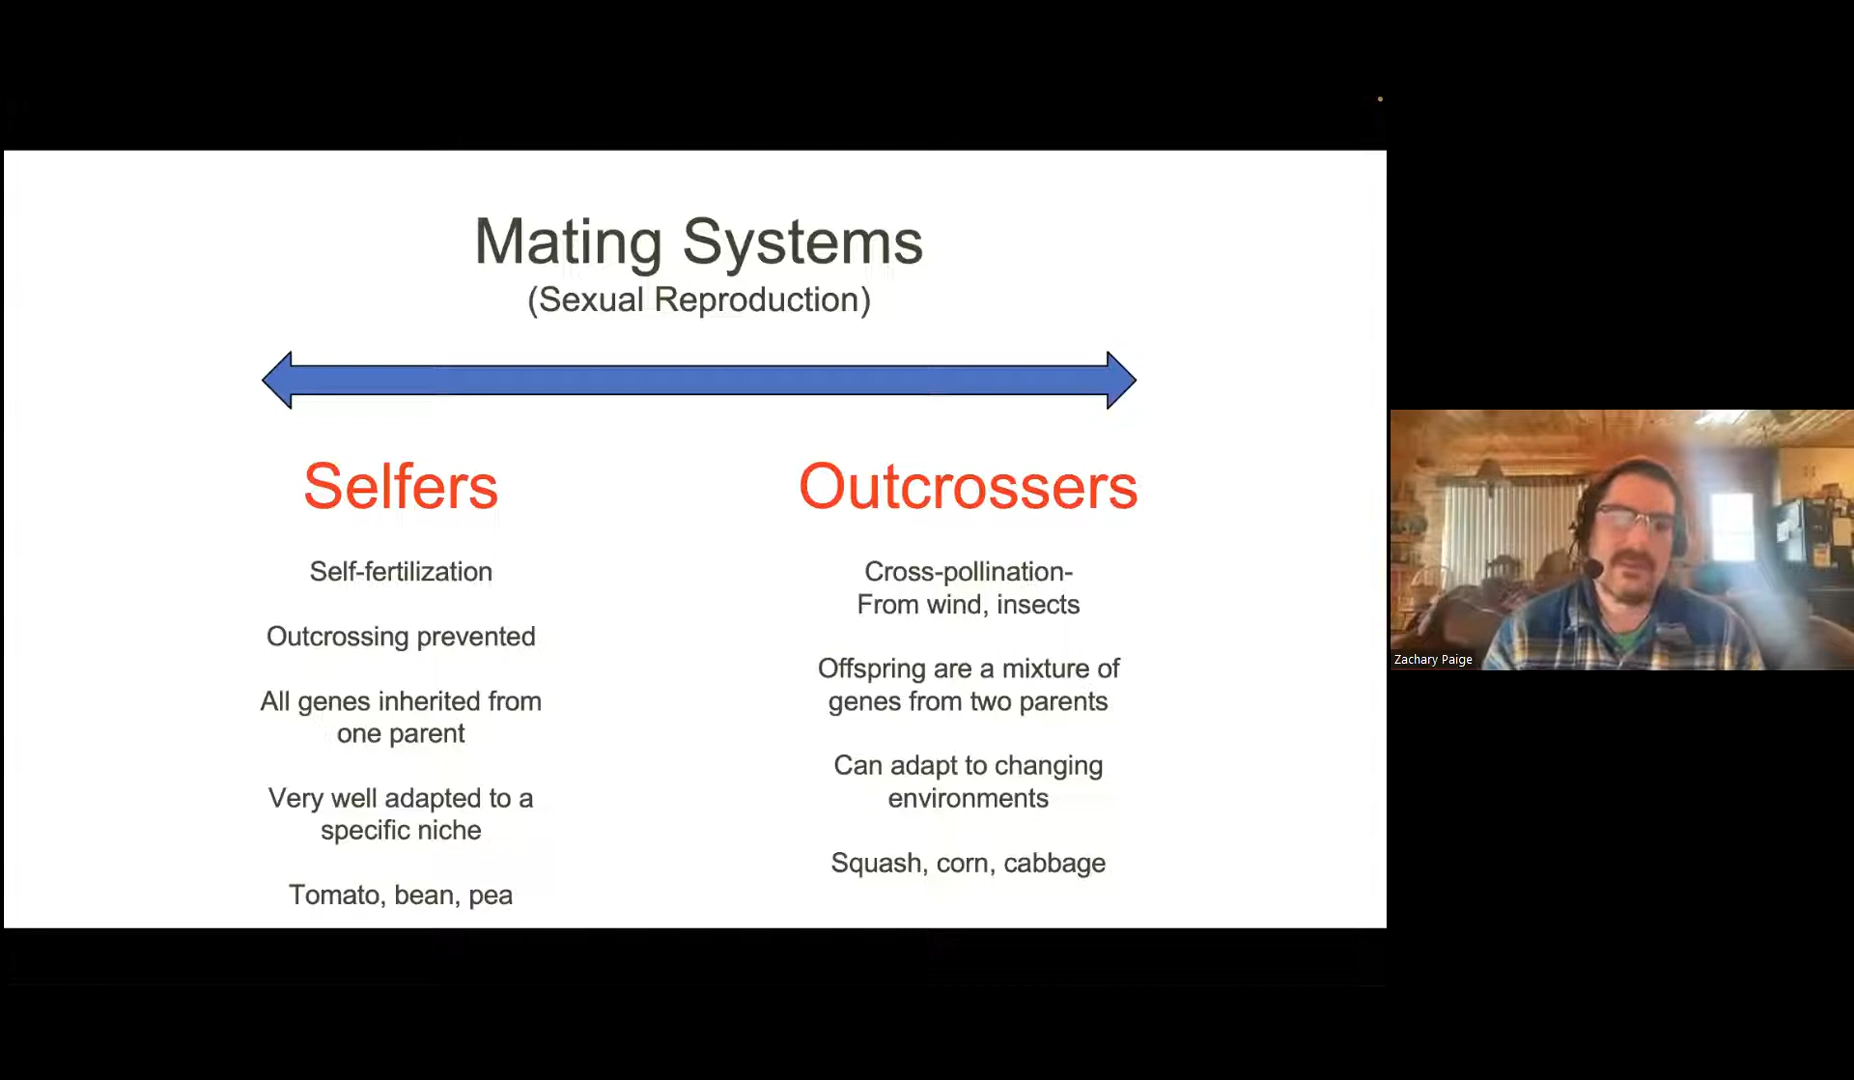 Mating Systems
(Sexual Reproduction)
Selfers
Self-fertilization
Outcrossing prevented
All genes inherited from
one parent
Very well adapted to a
specific niche
Tomato, bean, pea
Outcrossers
Cross-pollination-
From wind, insects
Offspring are a mixture of
genes from two parents
Can adapt to changing
environments
Squash, corn, cabbage
Zachary Paige